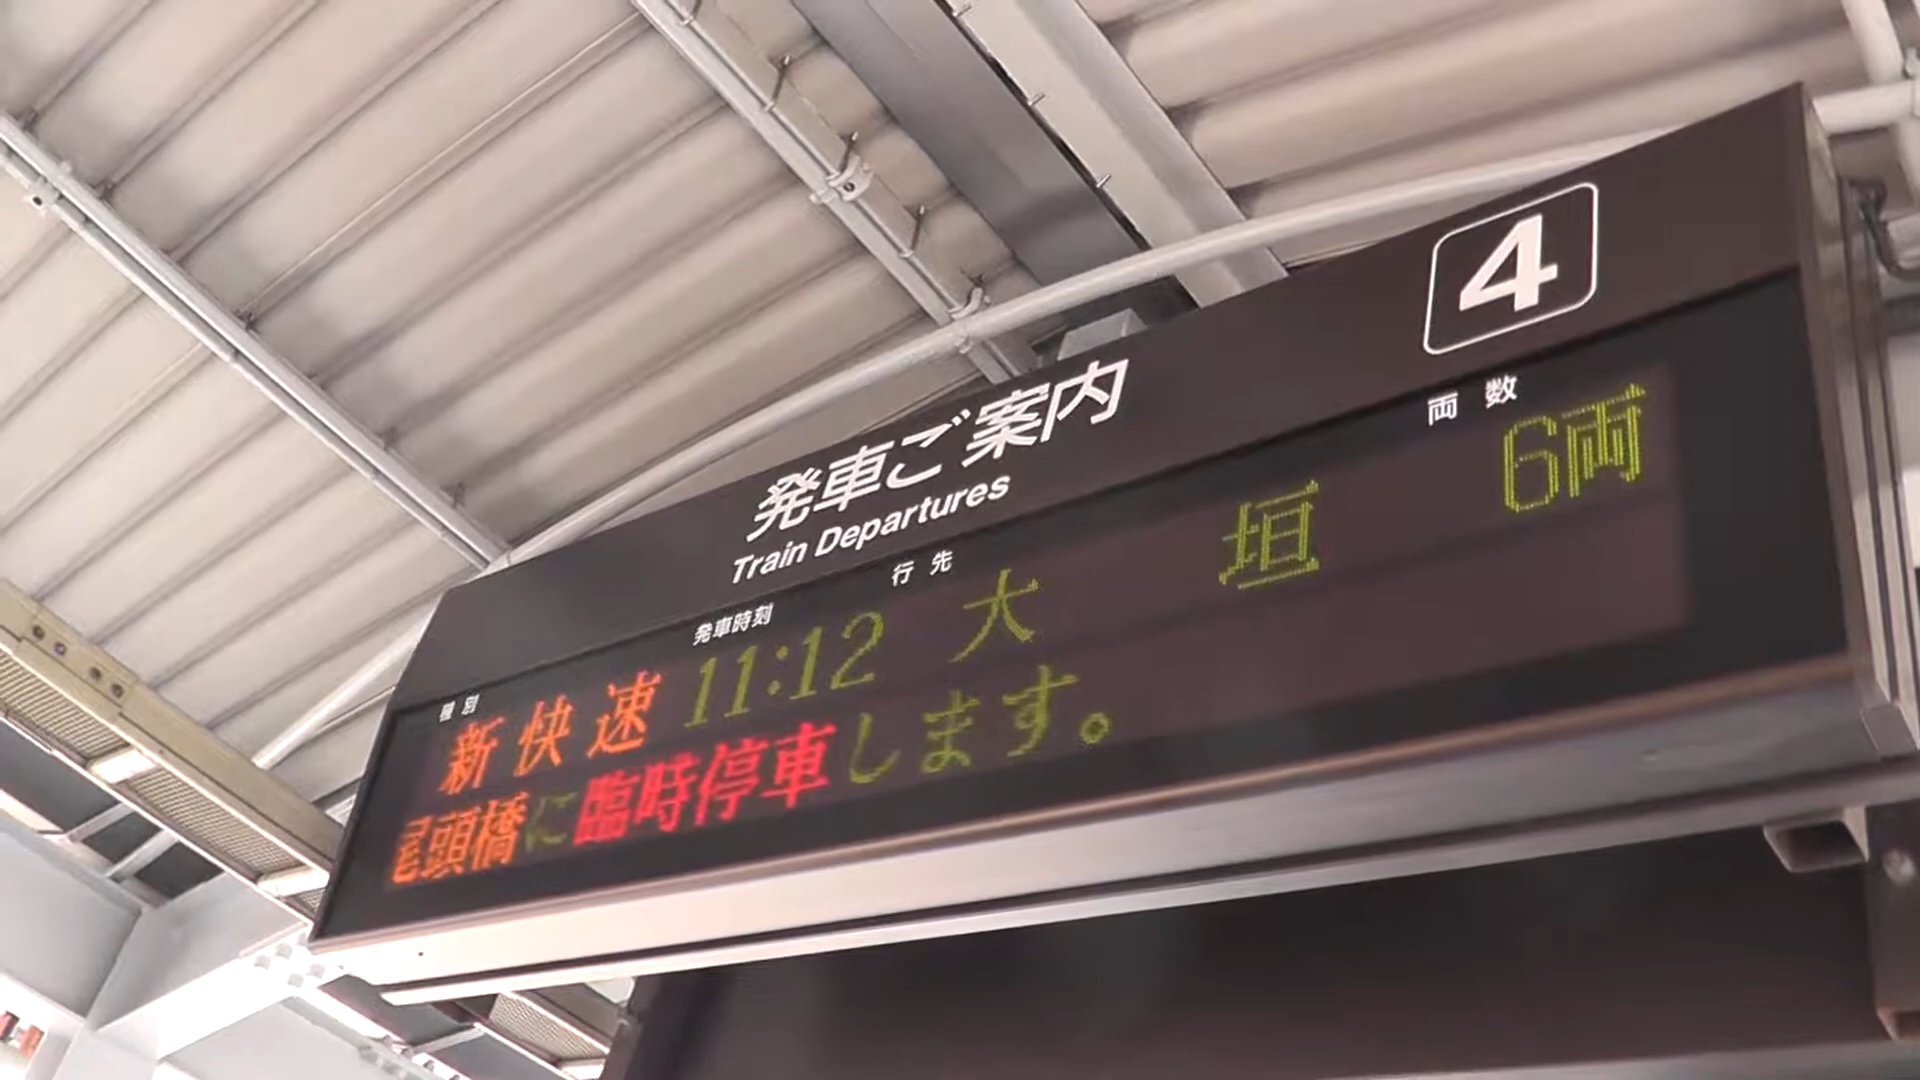 4
発車ご案内
Train Departures
種別 発車時刻 行先 両数
新快速 11:12 大垣 6両
尾頭橋に臨時停車します。